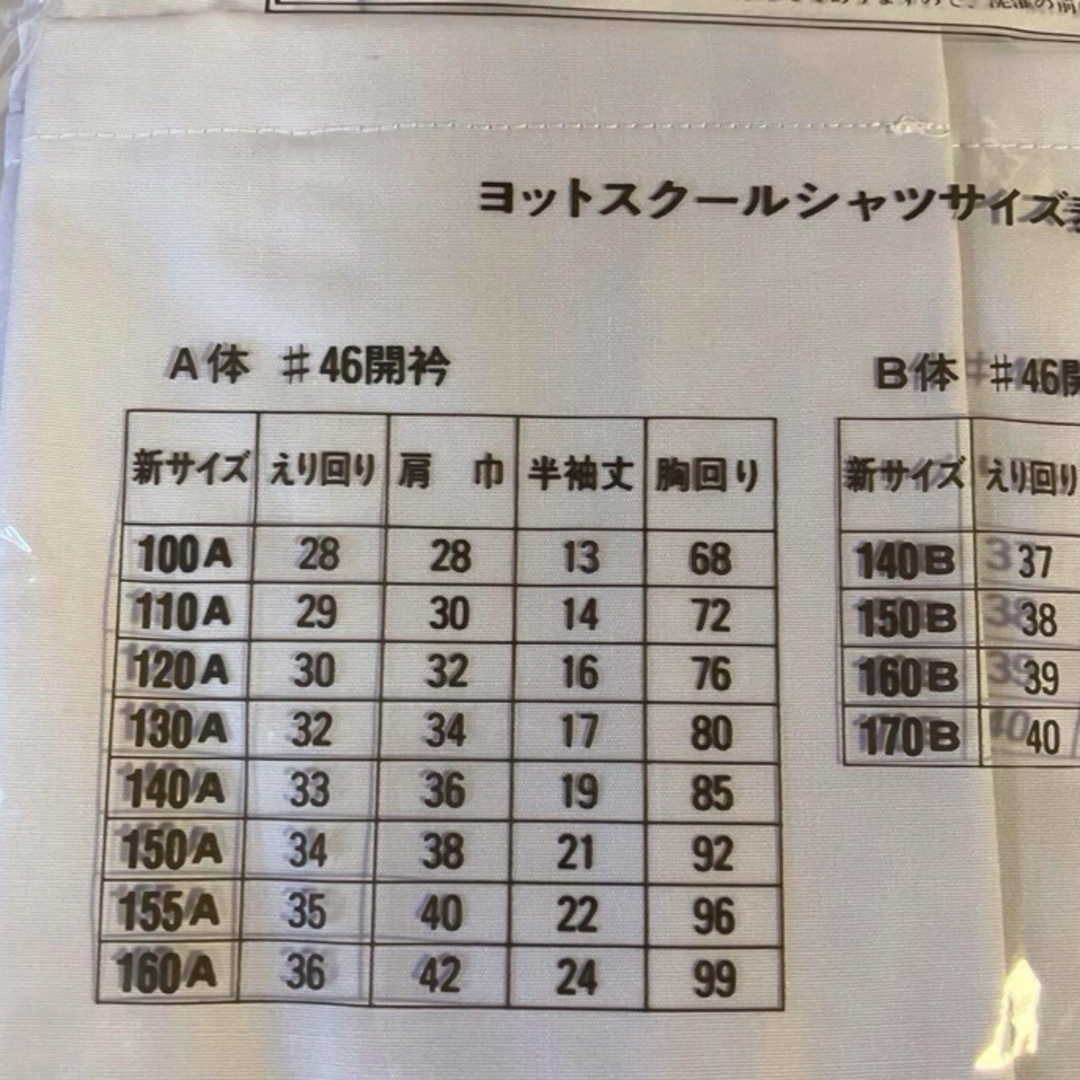 ヨットスクールシャツサイズ表
A体 ♯46開衿
新サイズ えり回り 肩 巾 半袖丈 胸回り
100A 28 28 13 68
110A 29 30 14 72
120A 30 32 16 76
130A 32 34 17 80
140A 33 36 19 85
150A 34 38 21 92
155A 35 40 22 96
160A 36 42 24 99
B体 ♯46開
新サイズ えり回り
140B 37
150B 38
160B 39
170B 40